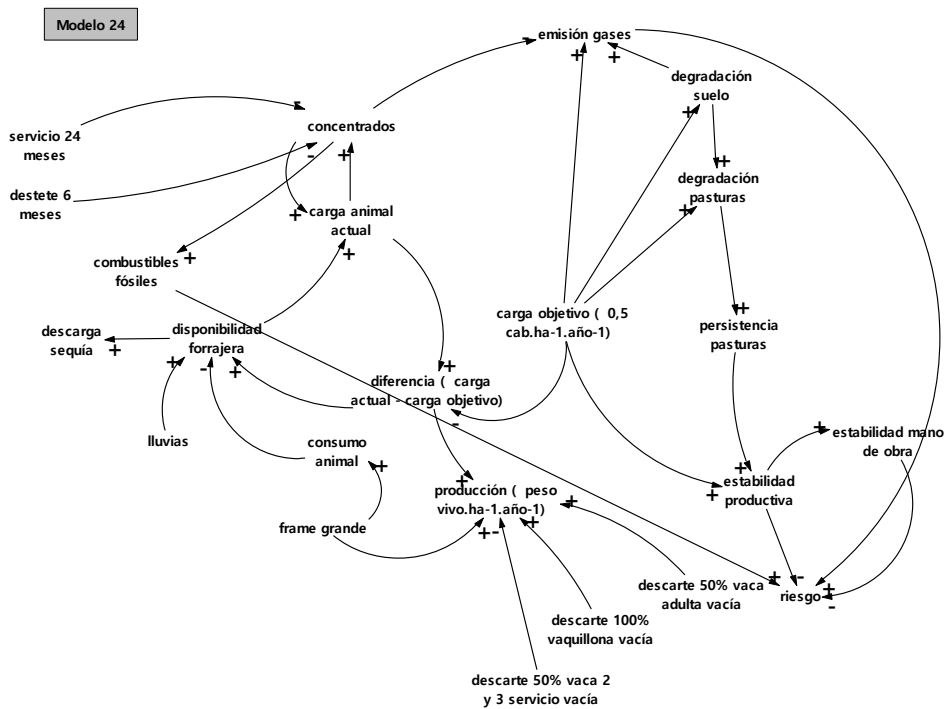 Modelo 24
emisión gases
degradación
suelo
servicio 24
meses
concentrados
destete 6
meses
degradación
pasturas
carga animal
actual
combustibles
fósiles
carga objetivo ( 0,5
cab.ha-1.año-1)
persistencia
pasturas
descarga
sequía
disponibilidad
forrajera
diferencia ( carga
actual - carga objetivo)
lluvias
consumo
animal
estabilidad mano
de obra
producción ( peso
vivo.ha-1.año-1)
estabilidad
productiva
frame grande
descarte 50% vaca
adulta vacía
riesgo
descarte 100%
vaquillona vacía
descarte 50% vaca 2
y 3 servicio vacía